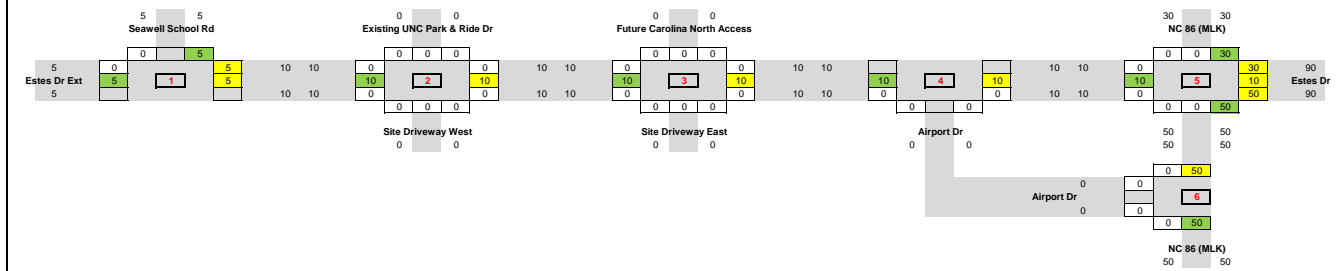 5 5 0 0 0 0 30 30
Seawell School Rd Existing UNC Park & Ride Dr Future Carolina North Access NC 86 (MLK)
0 5 0 0 0 0 0 0 0 0 30
5 0 5 10 10 0 0 10 10 0 0 10 10 10 10 0 30 90
Estes Dr Ext 5 1 5 10 2 10 10 3 10 10 4 10 10 5 10 Estes Dr
5 10 10 0 0 10 10 0 0 10 10 0 0 10 10 0 50 90
0 0 0 0 0 0 0 0 0 0 50
Site Driveway West Site Driveway East Airport Dr 50 50
0 0 0 0 0 0 50 50
0 50
0 0
Airport Dr 6
0 0
0 50
NC 86 (MLK)
50 50